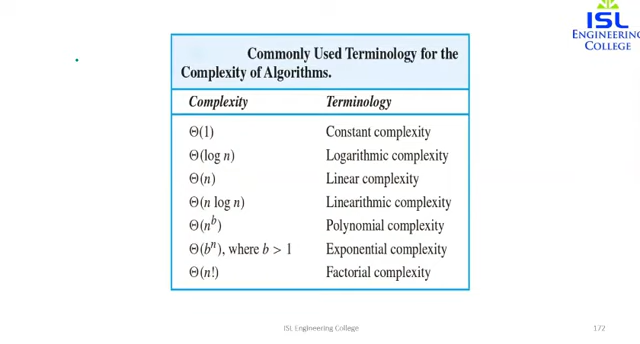 ISL
ENGINEERING
COLLEGE
Commonly Used Terminology for the
Complexity of Algorithms.
Complexity Terminology
Θ(1) Constant complexity
Θ(log n) Logarithmic complexity
Θ(n) Linear complexity
Θ(n log n) Linearithmic complexity
Θ(n^b) Polynomial complexity
Θ(b^n), where b > 1 Exponential complexity
Θ(n!) Factorial complexity
ISL Engineering College 172